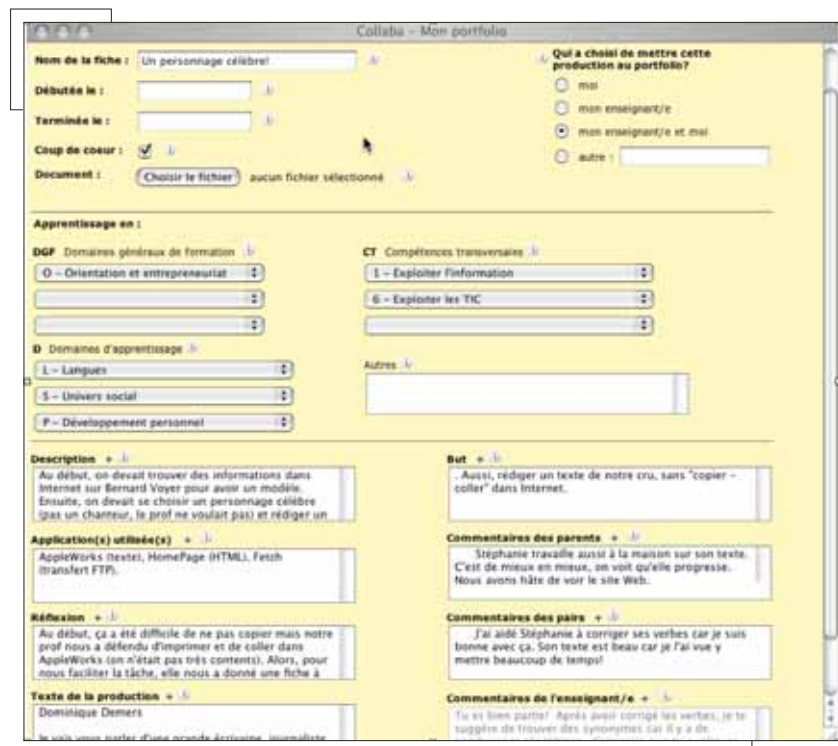 Collaba - Mon portfolio
Nom de la fiche : Un personnage célèbre!
Débutée le :
Terminée le :
Coup de coeur :
Document : Choisir le fichier aucun fichier sélectionné
Qui a choisi de mettre cette
production au portfolio?
moi
mon enseignant/e
mon enseignant/e et moi
autre :
Apprentissage en :
DGF Domaines généraux de formation
O - Orientation et entrepreneuriat
CT Compétences transversales
1 - Exploiter l'information
6 - Exploiter les TIC
D Domaines d'apprentissage
L - Langues
S - Univers social
P - Développement personnel
Autres
Description +
Au début, on devait trouver des informations dans
Internet sur Bernard Voyer pour avoir un modèle.
Ensuite, on devait se choisir un personnage célèbre
(pas un chanteur, le prof ne voulait pas) et rédiger un
But +
. Aussi, rédiger un texte de notre cru, sans "copier -
coller" dans Internet.
Application(s) utilisée(s) +
AppleWorks (texte), HomePage (HTML), Fetch
(transfert FTP).
Commentaires des parents +
Stéphanie travaille aussi à la maison sur son texte.
C'est de mieux en mieux, on voit qu'elle progresse.
Nous avons hâte de voir le site Web.
Réflexion +
Au début, ça a été difficile de ne pas copier mais notre
prof nous a défendu d'imprimer et de coller dans
AppleWorks (on n'était pas très contents). Alors, pour
nous faciliter la tâche, elle nous a donné une fiche à
Commentaires des pairs +
J'ai aidé Stéphanie à corriger ses verbes car je suis
bonne avec ça. Son texte est beau car je l'ai vue y
mettre beaucoup de temps!
Texte de la production +
Dominique Demers
Je vais vous parler d'une grande écrivaine, journaliste
Commentaires de l'enseignant/e +
Tu es bien partie! Après avoir corrigé les verbes, je te
suggère de trouver des synonymes car il y a de